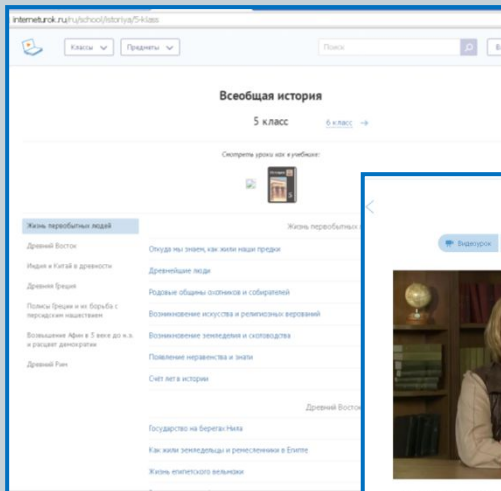 interneturok.ru/ru/school/istoriya/5-klass
Классы
Предметы
Поиск
Всеобщая история
5 класс
6 класс →
Смотреть уроки как в учебнике:
Жизнь первобытных людей
Древний Восток
Индия и Китай в древности
Древняя Греция
Полисы Греции и их борьба с
персидским нашествием
Возвышение Афин в 5 веке до н.э.
и расцвет демократии
Древний Рим
Жизнь первобытных
Откуда мы знаем, как жили наши предки
Древнейшие люди
Родовые общины охотников и собирателей
Возникновение искусства и религиозных верований
Возникновение земледелия и скотоводства
Появление неравенства и знати
Счёт лет в истории
Древний Восток
Государство на берегах Нила
Как жили земледельцы и ремесленники в Египте
Жизнь египетского вельможи
Видеоурок